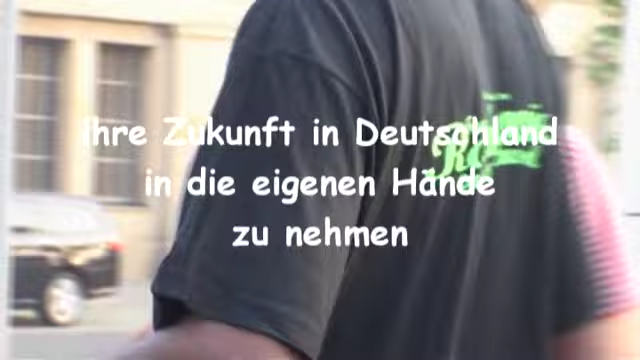 Ihre Zukunft in Deutschland
in die eigenen Hände
zu nehmen